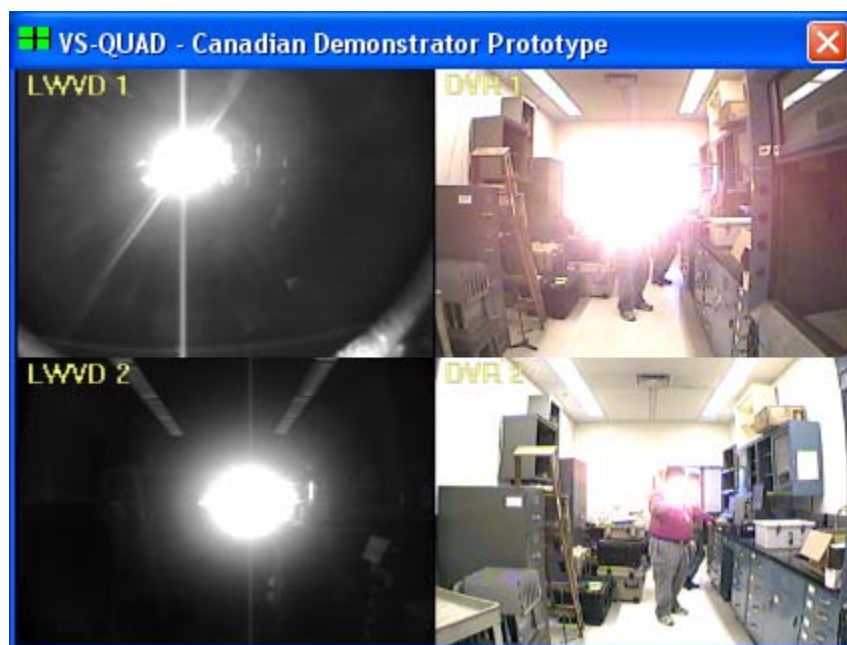 VS-QUAD - Canadian Demonstrator Prototype
LWVD 1
DVR 1
LWVD 2
DVR 2